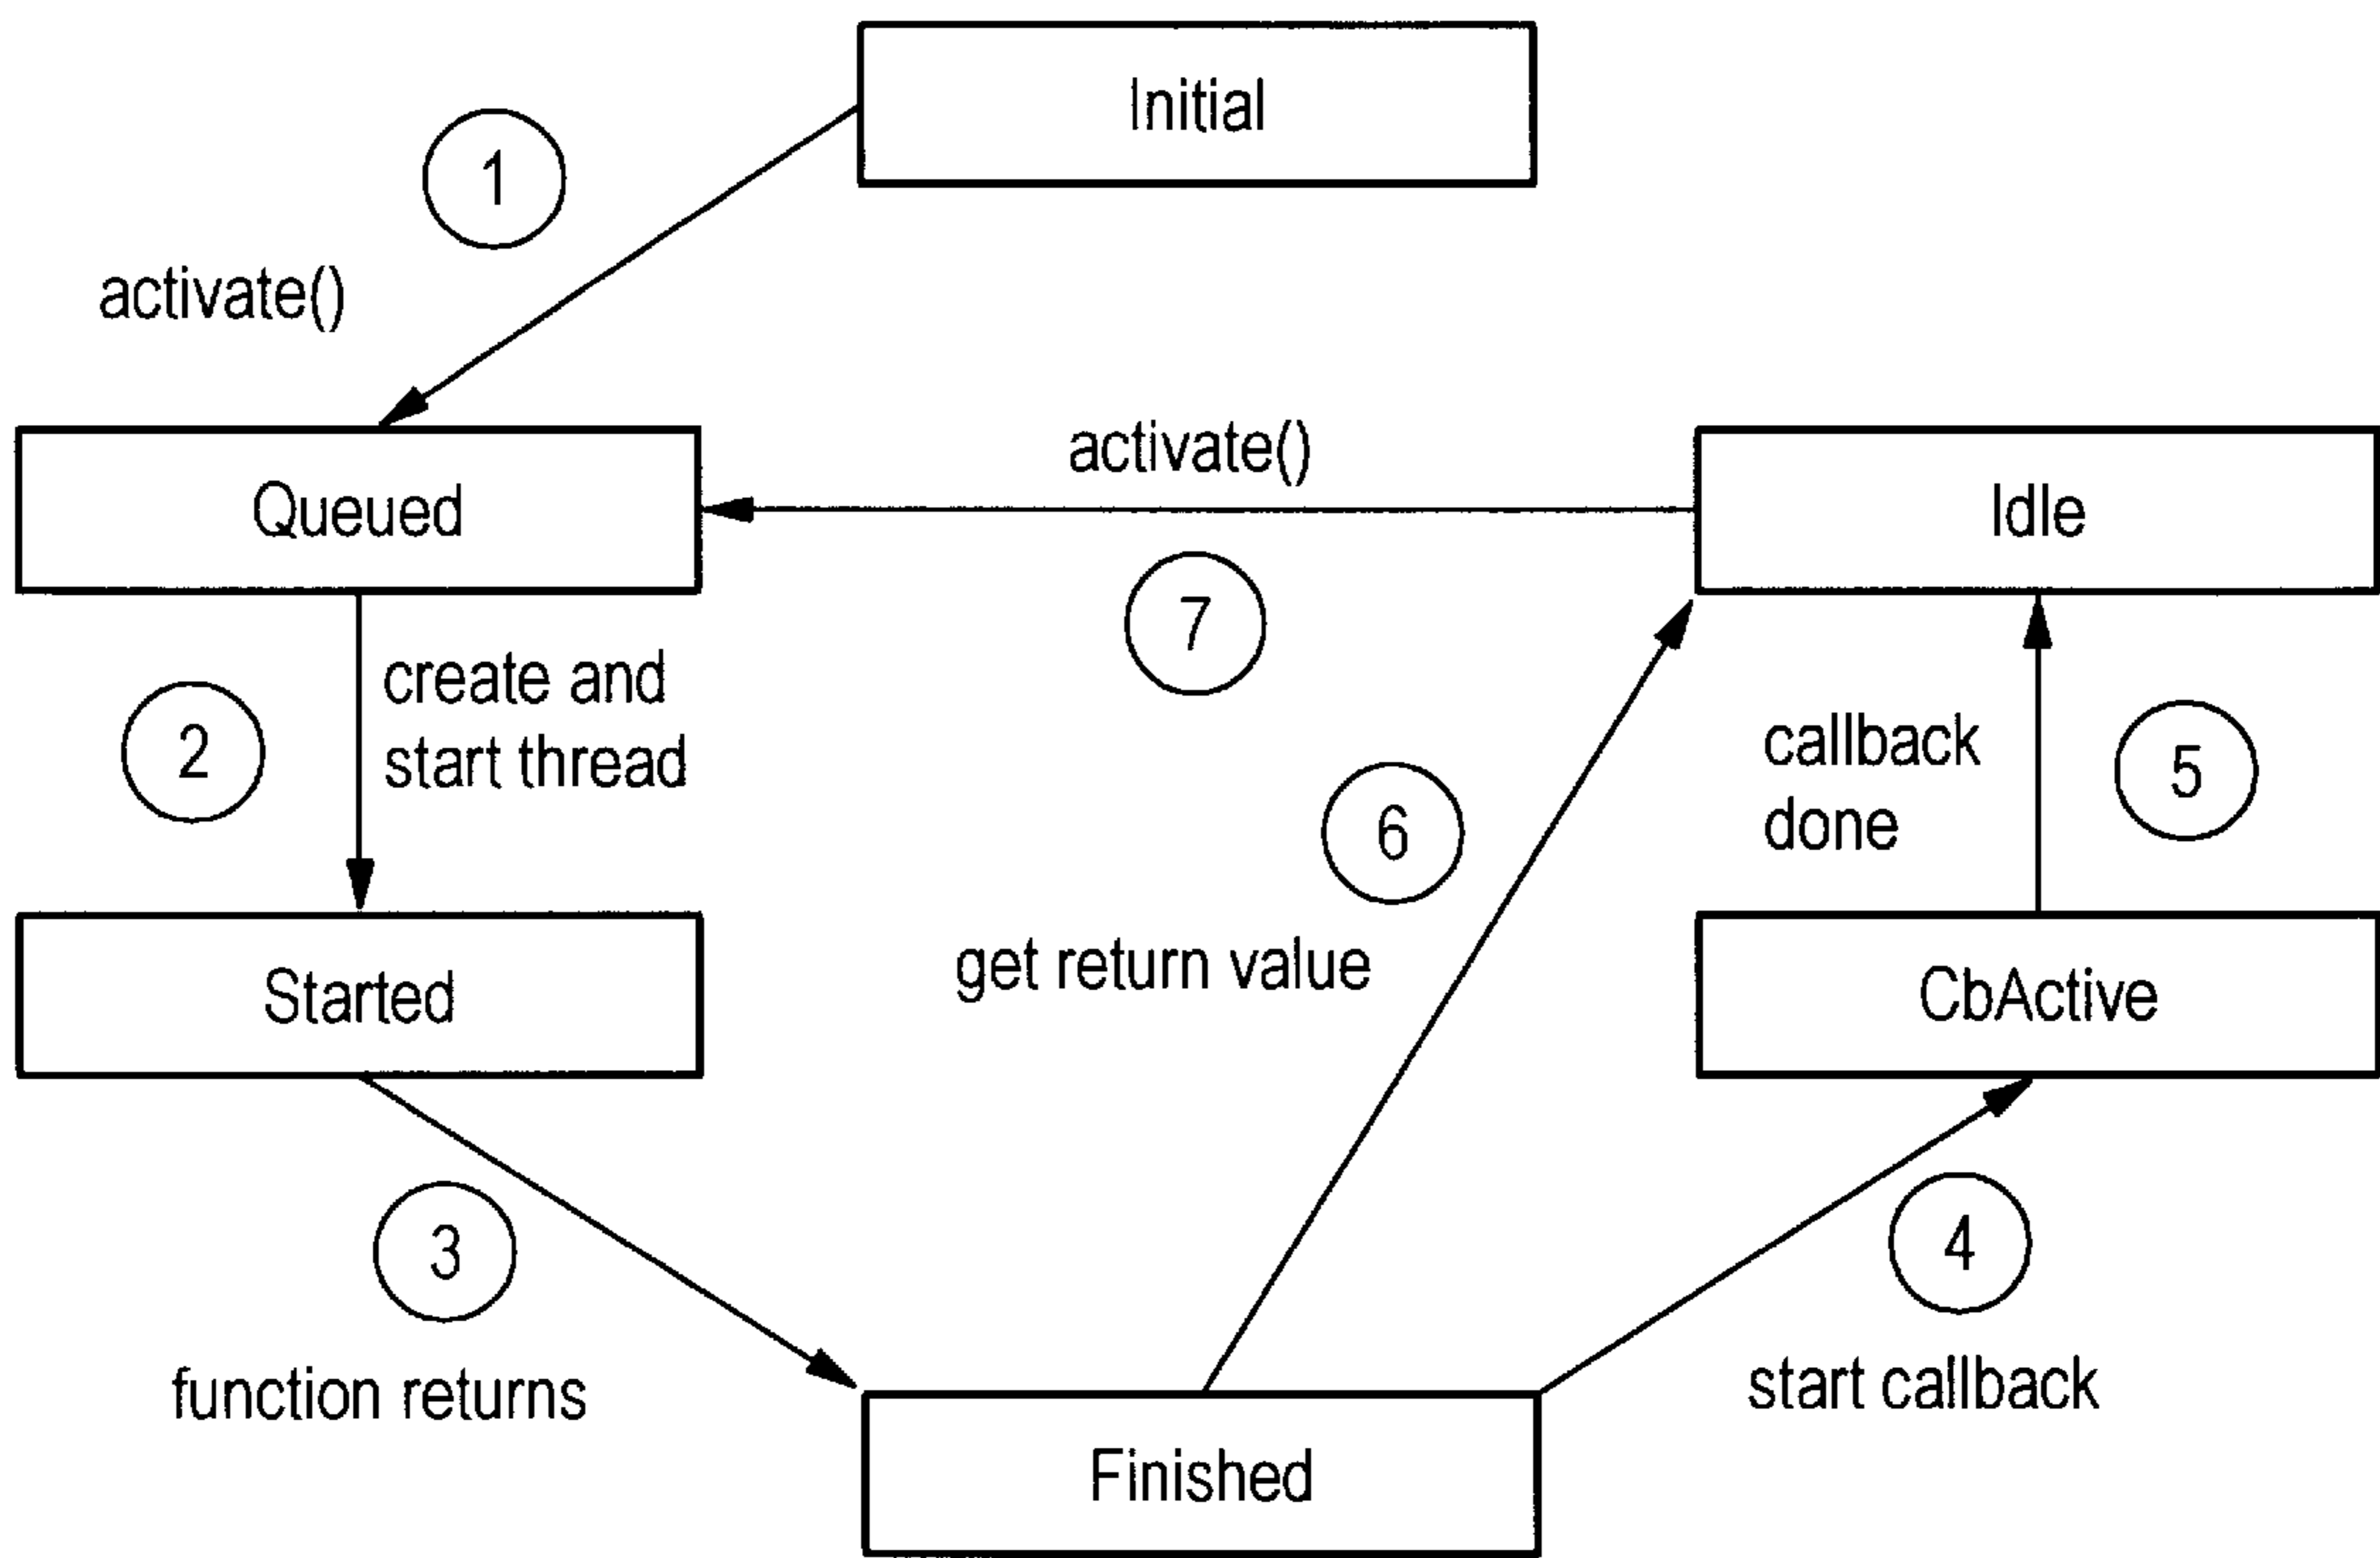 Initial
1
activate()
Queued
activate()
Idle
7
2
create and
start thread
6
callback
done
5
Started
get return value
CbActive
3
4
function returns
start callback
Finished